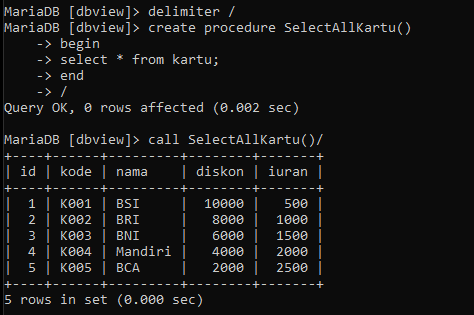 MariaDB [dbview]> delimiter /
MariaDB [dbview]> create procedure SelectAllKartu()
    -> begin
    -> select * from kartu;
    -> end
    -> /
Query OK, 0 rows affected (0.002 sec)

MariaDB [dbview]> call SelectAllKartu()/
+----+------+---------+--------+-------+
| id | kode | nama    | diskon | iuran |
+----+------+---------+--------+-------+
|  1 | K001 | BSI     |  10000 |   500 |
|  2 | K002 | BRI     |   8000 |  1000 |
|  3 | K003 | BNI     |   6000 |  1500 |
|  4 | K004 | Mandiri |   4000 |  2000 |
|  5 | K005 | BCA     |   2000 |  2500 |
+----+------+---------+--------+-------+
5 rows in set (0.000 sec)